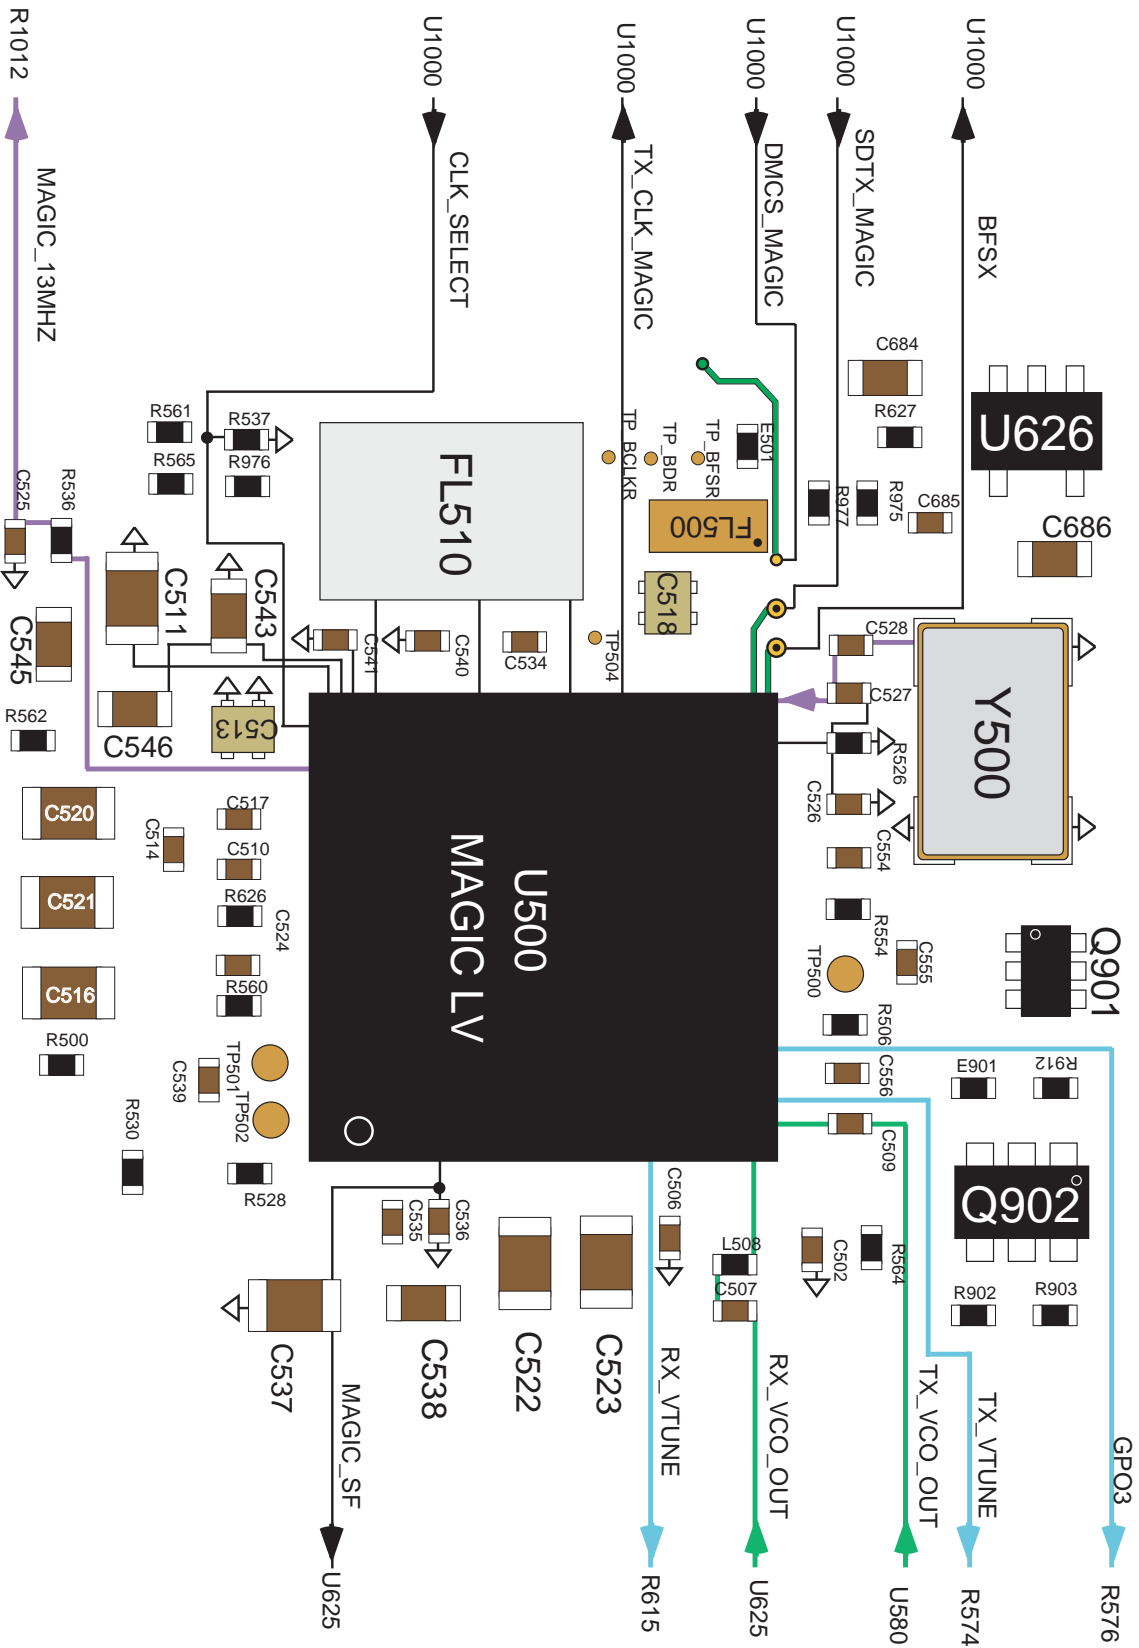 R1012
U1000
U1000
U1000
U1000
U1000
MAGIC_13MHZ
CLK_SELECT
TX_CLK_MAGIC
DMCS_MAGIC
SDTX_MAGIC
BFSX
C684
R627
U626
R561
R537
R565
R976
FL510
TP_BCLKR
TP_BDR
TP_BFSR
E501
R977
R975
C685
C686
C525
R536
FL500
C511
C543
C518
C545
C541
C540
C534
TP504
C528
C527
Y500
R562
C546
C513
R526
C526
C520
C514
C517
C510
C554
U500
MAGIC LV
C521
R626
C524
R554
C555
Q901
C516
R560
TP500
R500
C539
TP501
TP502
R506
C556
E901
R912
R530
R528
C509
Q902
C535
C536
C506
L508
C507
C502
R564
R902
R903
C537
C538
C522
C523
MAGIC_SF
RX_VTUNE
RX_VCO_OUT
TX_VCO_OUT
TX_VTUNE
GPO3
U625
R615
U625
U580
R574
R576